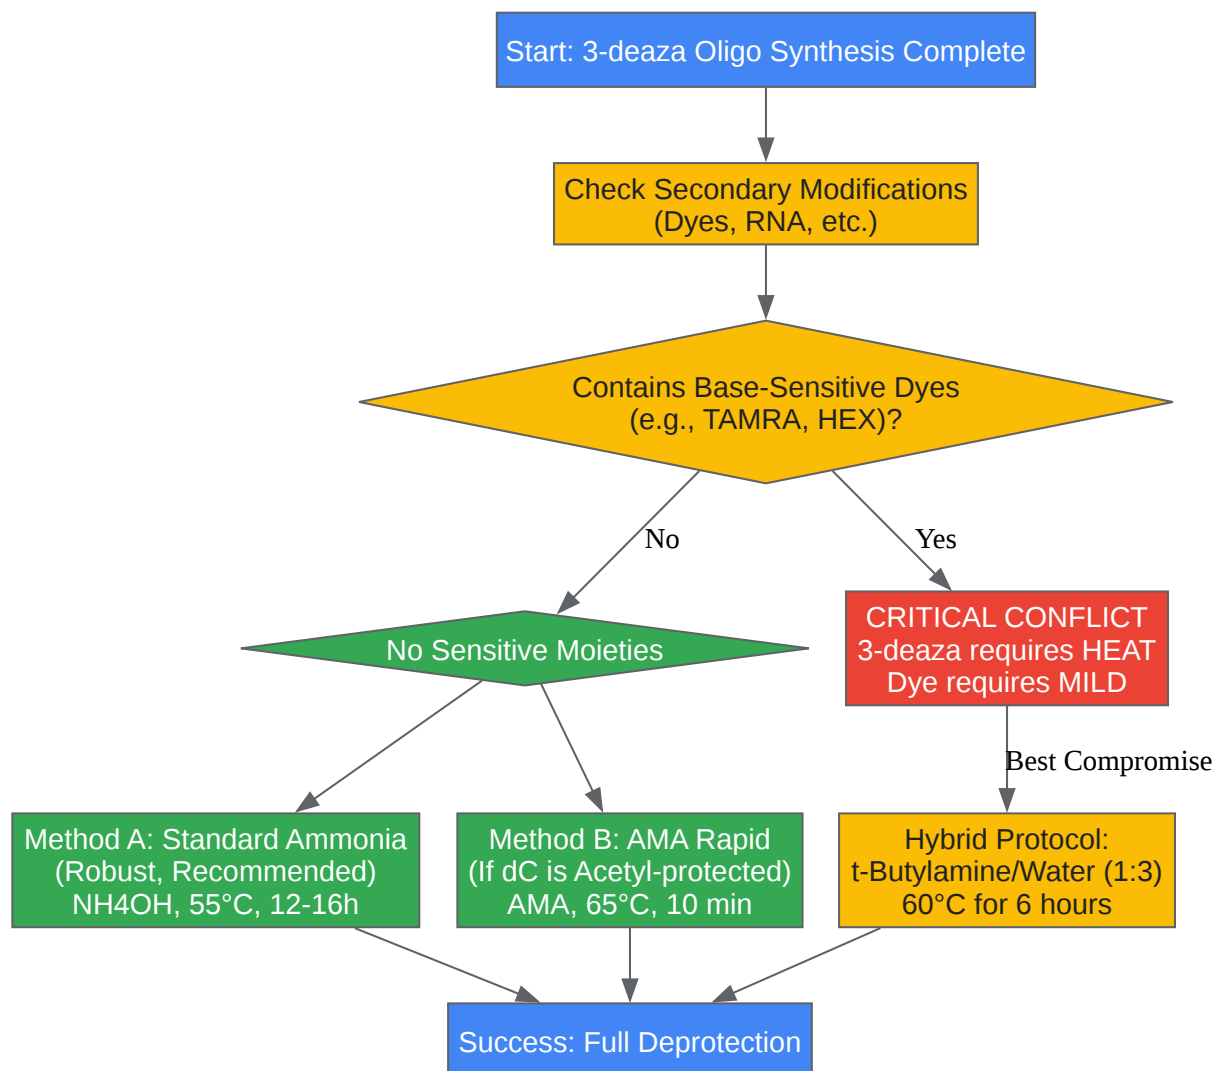 Start: 3-deaza Oligo Synthesis Complete
Check Secondary Modifications
(Dyes, RNA, etc.)
Contains Base-Sensitive Dyes
(e.g., TAMRA, HEX)?
No
Yes
No Sensitive Moieties
CRITICAL CONFLICT
3-deaza requires HEAT
Dye requires MILD
Best Compromise
Method A: Standard Ammonia
(Robust, Recommended)
NH4OH, 55°C, 12-16h
Method B: AMA Rapid
(If dC is Acetyl-protected)
AMA, 65°C, 10 min
Hybrid Protocol:
t-Butylamine/Water (1:3)
60°C for 6 hours
Success: Full Deprotection